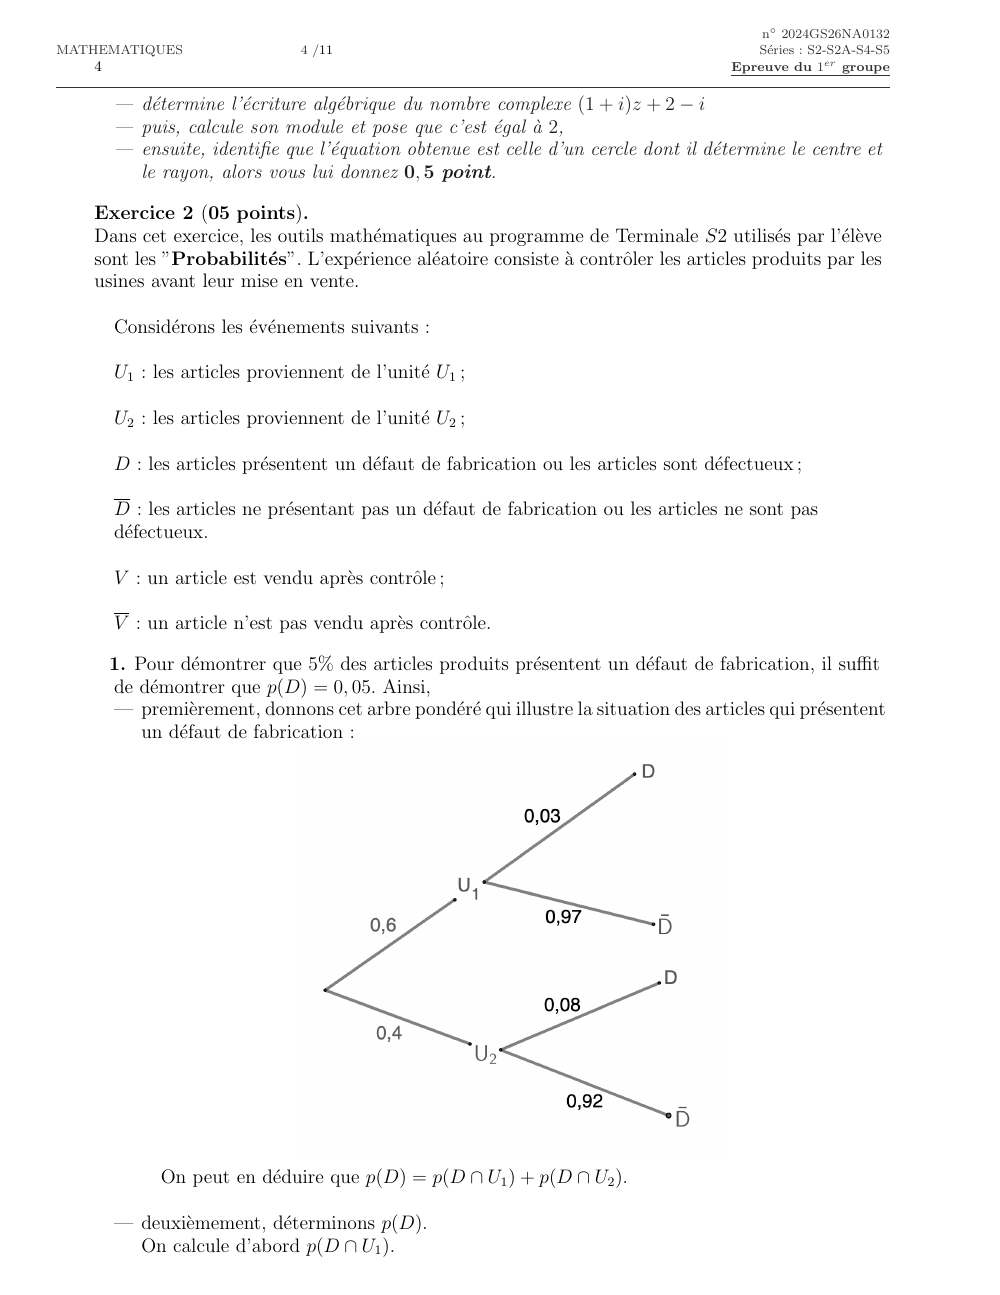 n° 2024GS26NA0132
MATHEMATIQUES 4 /11 Séries : S2-S2A-S4-S5
4 Epreuve du 1er groupe
— détermine l'écriture algébrique du nombre complexe (1 + i)z + 2 − i
— puis, calcule son module et pose que c'est égal à 2,
— ensuite, identifie que l'équation obtenue est celle d'un cercle dont il détermine le centre et
le rayon, alors vous lui donnez 0, 5 point.
Exercice 2 (05 points).
Dans cet exercice, les outils mathématiques au programme de Terminale S2 utilisés par l'élève
sont les "Probabilités". L'expérience aléatoire consiste à contrôler les articles produits par les
usines avant leur mise en vente.
Considérons les événements suivants :
U₁ : les articles proviennent de l'unité U₁ ;
U₂ : les articles proviennent de l'unité U₂ ;
D : les articles présentent un défaut de fabrication ou les articles sont défectueux ;
D̅ : les articles ne présentant pas un défaut de fabrication ou les articles ne sont pas
défectueux.
V : un article est vendu après contrôle ;
V̅ : un article n'est pas vendu après contrôle.
1. Pour démontrer que 5% des articles produits présentent un défaut de fabrication, il suffit
de démontrer que p(D) = 0, 05. Ainsi,
— premièrement, donnons cet arbre pondéré qui illustre la situation des articles qui présentent
un défaut de fabrication :
D
0,03
U₁
0,97
D̅
0,6
D
0,08
0,4
U₂
0,92
D̅
On peut en déduire que p(D) = p(D ∩ U₁) + p(D ∩ U₂).
— deuxièmement, déterminons p(D).
On calcule d'abord p(D ∩ U₁).